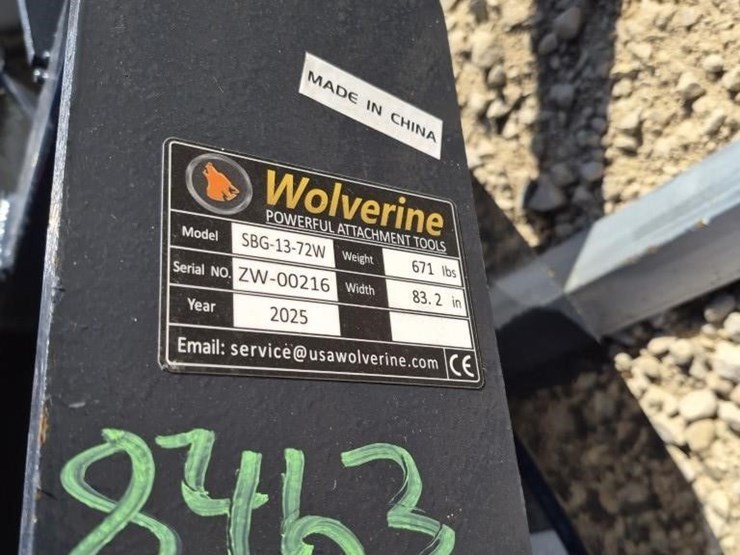 MADE IN CHINA
Wolverine
POWERFUL ATTACHMENT TOOLS
Model SBG-13-72W Weight 671 lbs
Serial NO. ZW-00216 Width 83.2 in
Year 2025
Email: service@usawolverine.com CE
8463